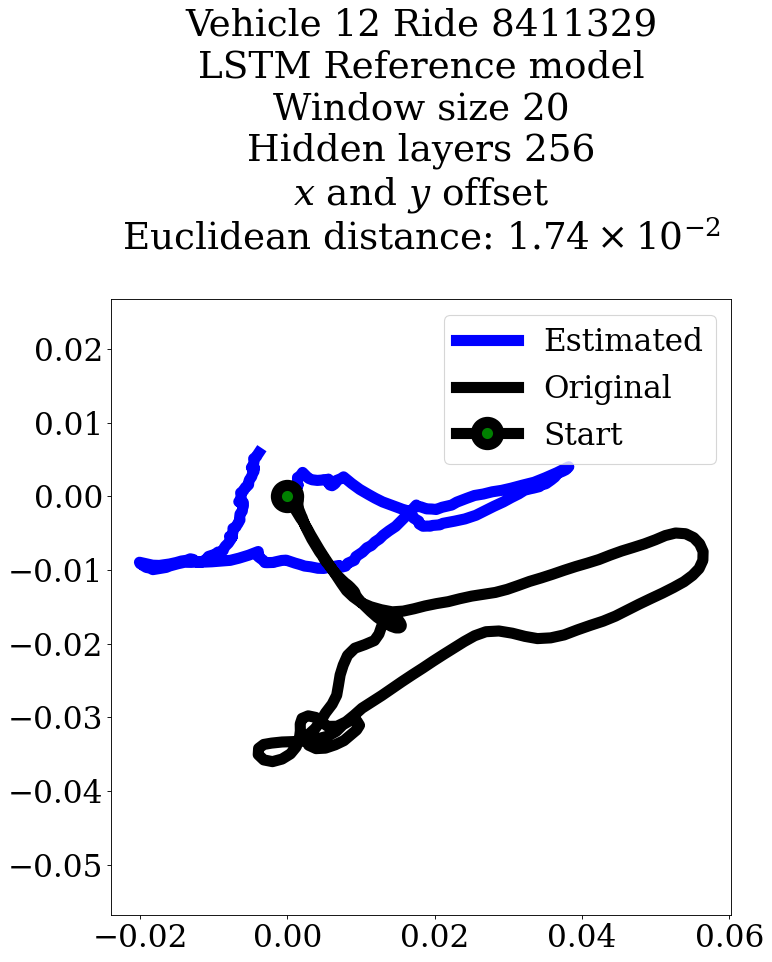 Vehicle 12 Ride 8411329
LSTM Reference model
Window size 20
Hidden layers 256
x and y offset
Euclidean distance: 1.74 × 10⁻²
Estimated
Original
Start
0.02
0.01
0.00
−0.01
−0.02
−0.03
−0.04
−0.05
−0.02 0.00 0.02 0.04 0.06